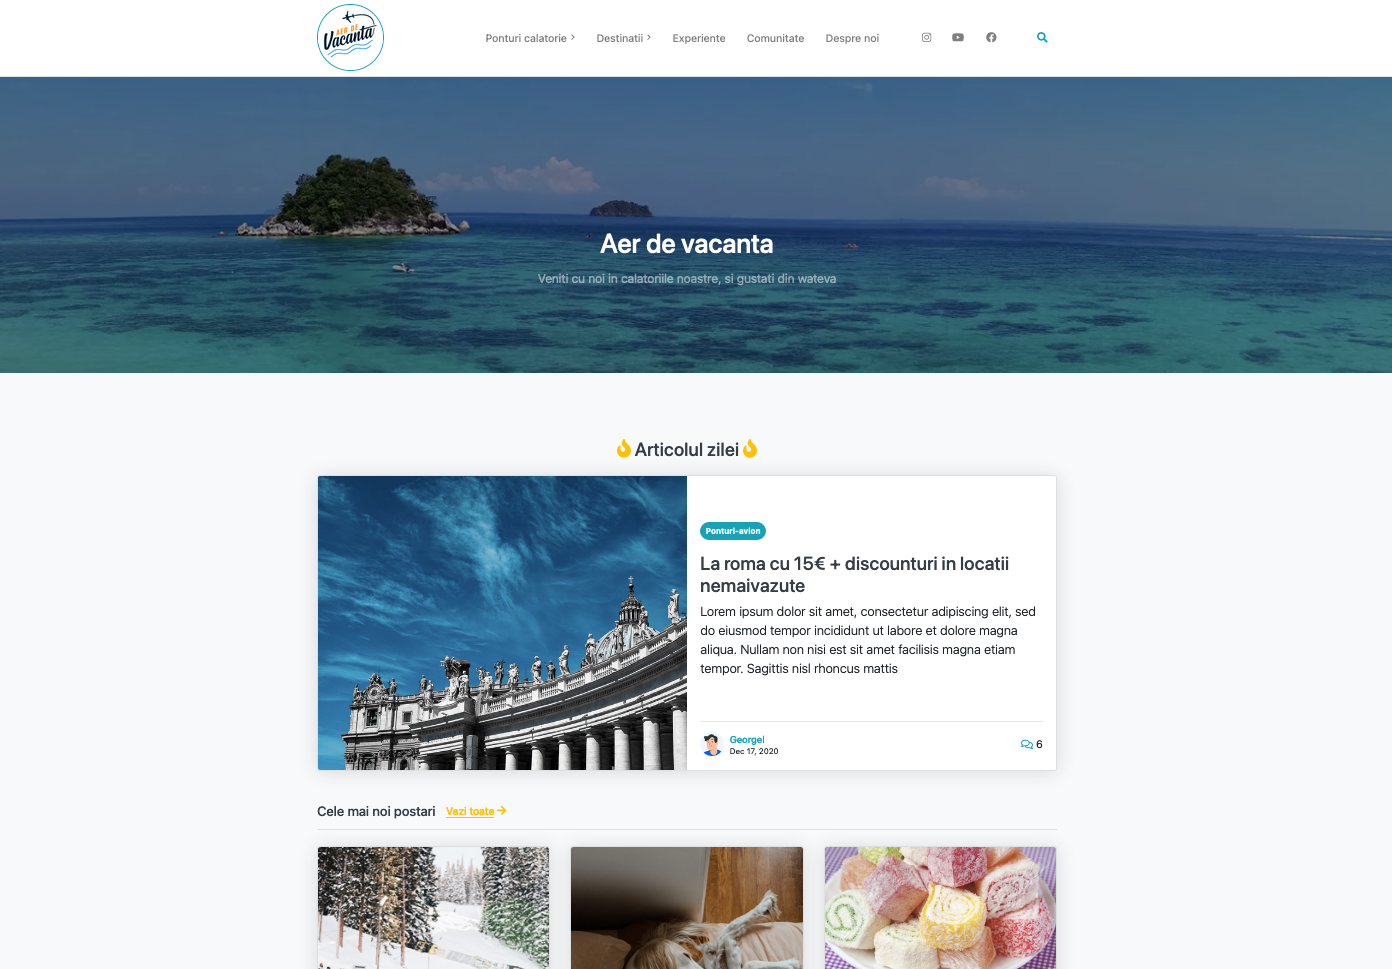 AER DE
Vacanta
Ponturi calatorie
Destinatii
Experiente
Comunitate
Despre noi
Aer de vacanta
Veniti cu noi in calatoriile noastre, si gustati din wateva
Articolul zilei
Ponturi-avion
La roma cu 15€ + discounturi in locatii
nemaivazute
Lorem ipsum dolor sit amet, consectetur adipiscing elit, sed
do eiusmod tempor incididunt ut labore et dolore magna
aliqua. Nullam non nisi est sit amet facilisis magna etiam
tempor. Sagittis nisl rhoncus mattis
Georgel
Dec 17, 2020
6
Cele mai noi postari
Vezi toate